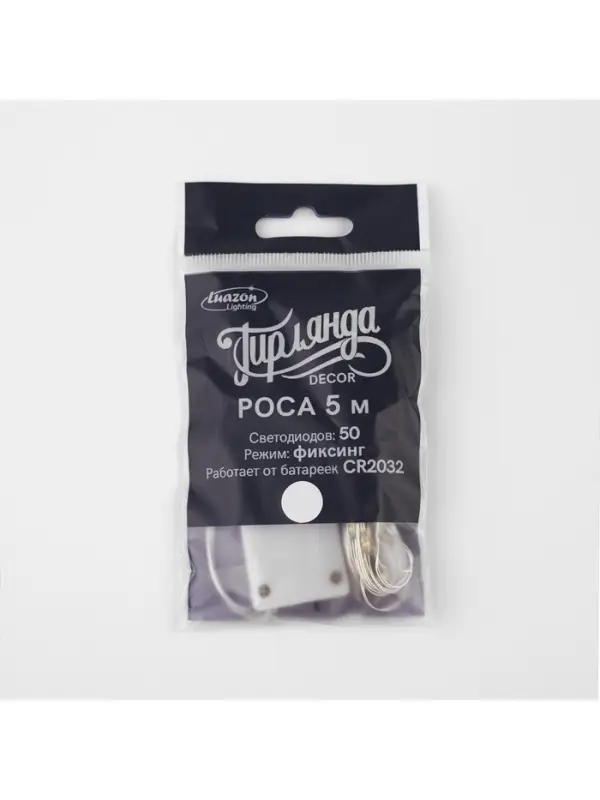 Luazon
Lighting
Гирлянда
DECOR
РОСА 5 м
Светодиодов: 50
Режим: фиксинг
Работает от батареек CR2032